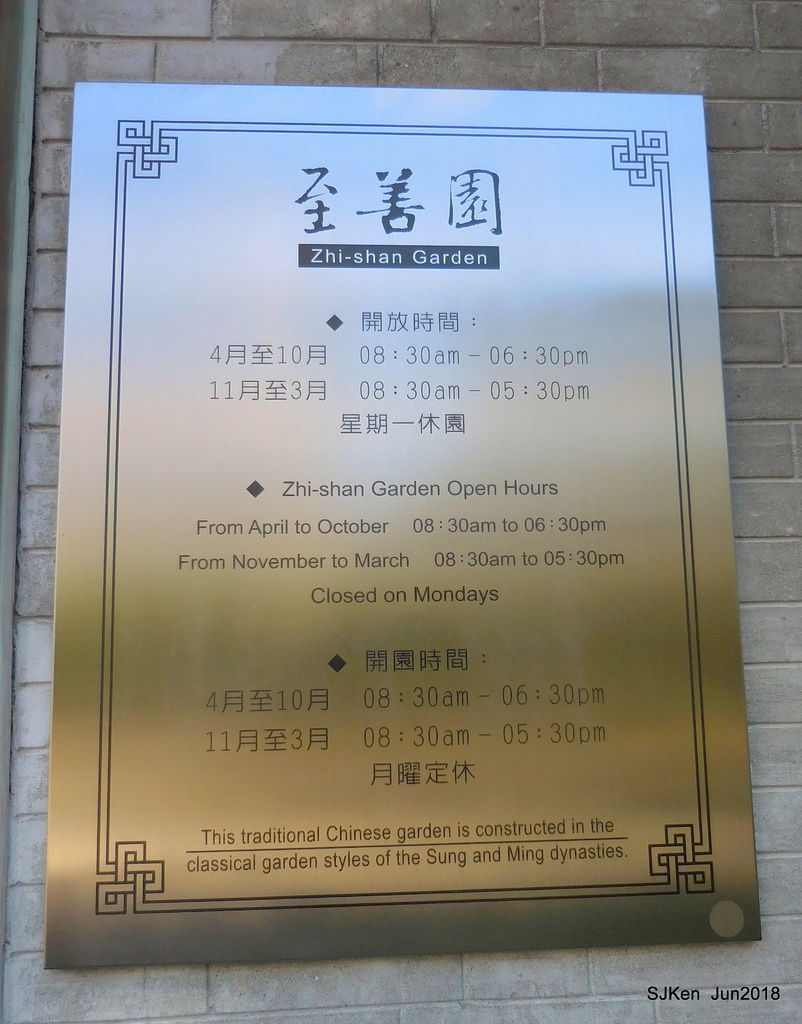 至善園
Zhi-shan Garden
◆ 開放時間：
4月至10月 08：30am－06：30pm
11月至3月 08：30am－05：30pm
星期一休園
◆ Zhi-shan Garden Open Hours
From April to October 08：30am to 06：30pm
From November to March 08：30am to 05：30pm
Closed on Mondays
◆ 開園時間：
4月至10月 08：30am－06：30pm
11月至3月 08：30am－05：30pm
月曜定休
This traditional Chinese garden is constructed in the
classical garden styles of the Sung and Ming dynasties.
SJKen Jun2018